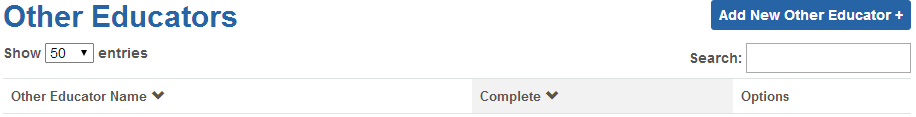 Other Educators
Add New Other Educator +
Show 50 entries
Search:
Other Educator Name Complete Options